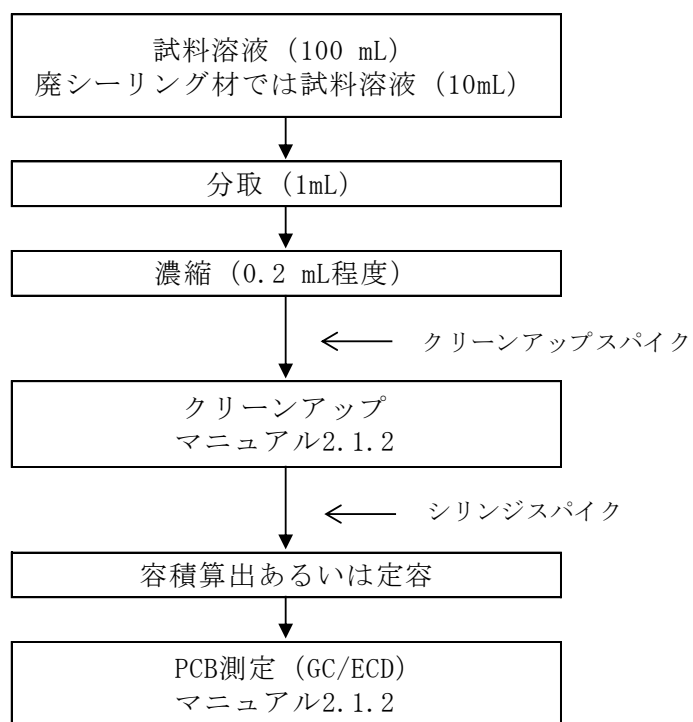 試料溶液 (100 mL)
廃シーリング材では試料溶液 (10mL)
分取 (1mL)
濃縮 (0.2 mL程度)
クリーンアップスパイク
クリーンアップ
マニュアル2.1.2
シリンジスパイク
容積算出あるいは定容
PCB測定 (GC/ECD)
マニュアル2.1.2